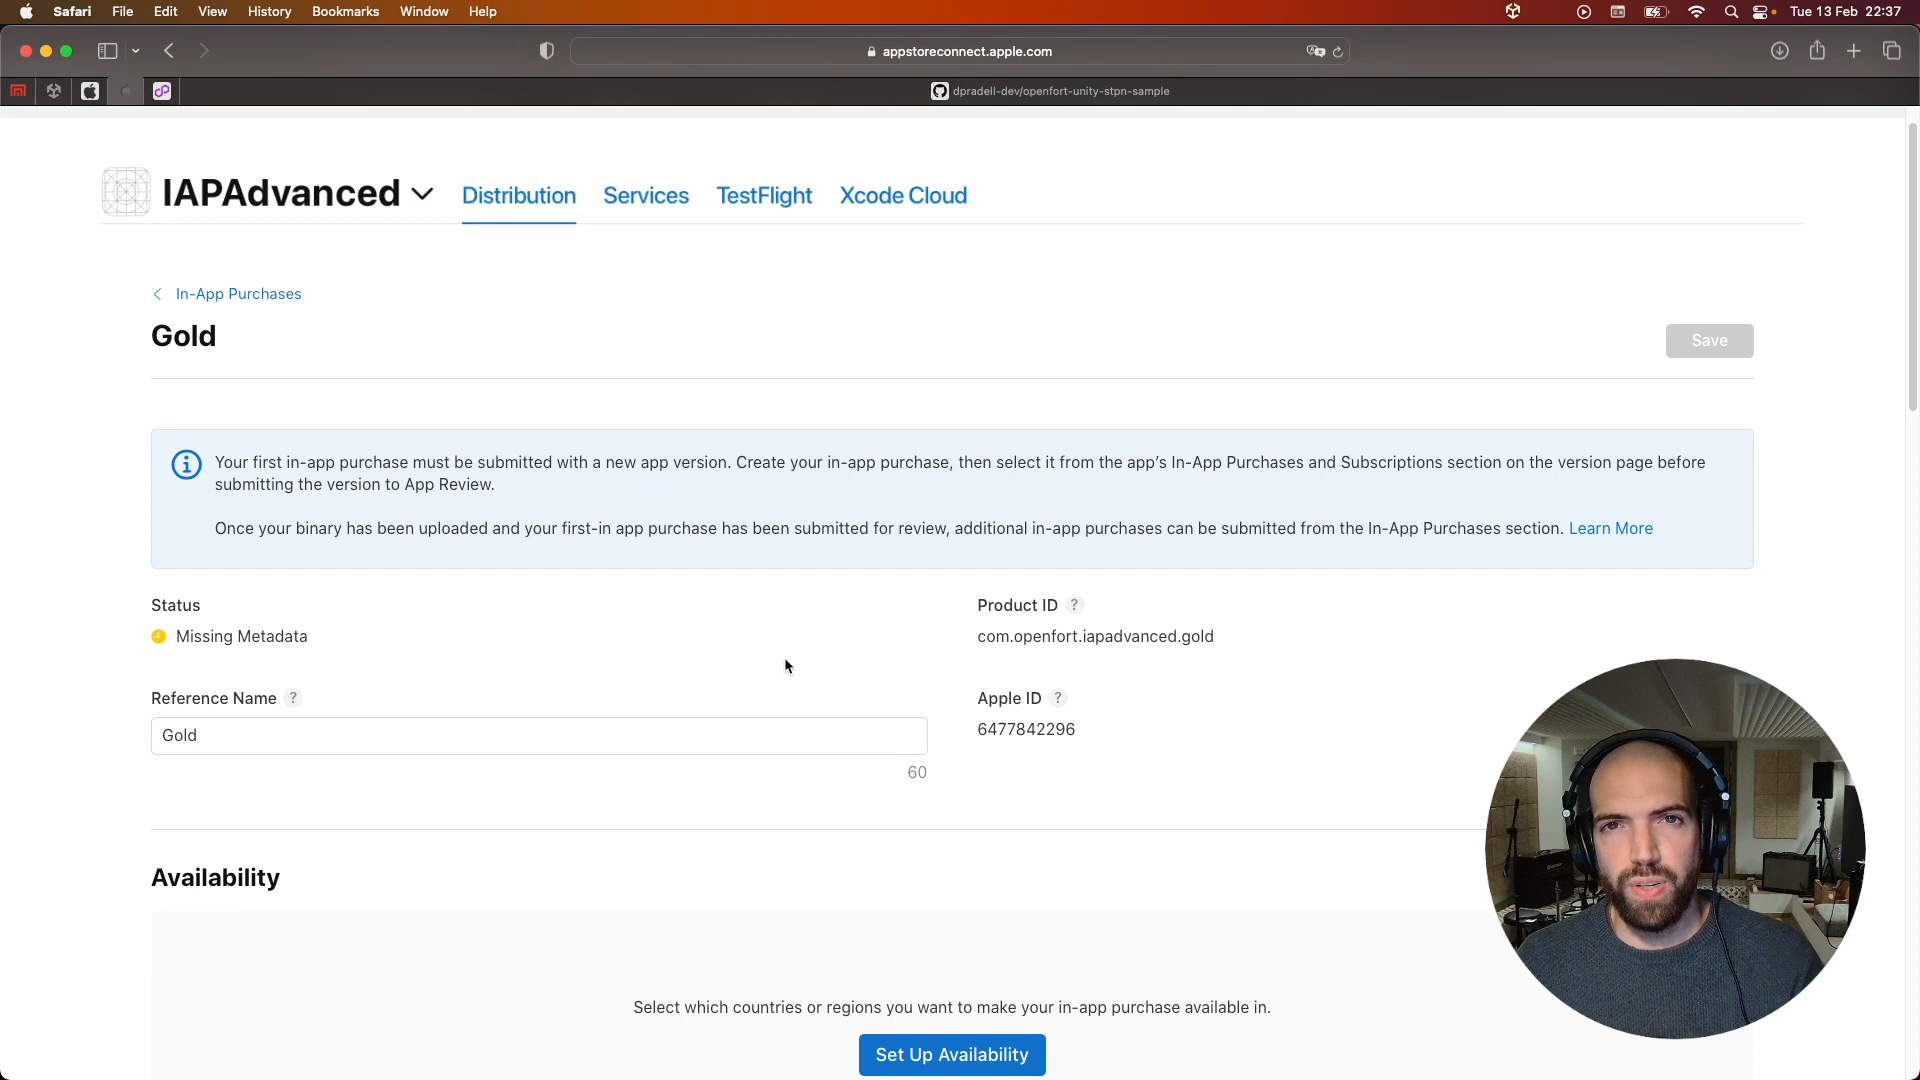 Safari File Edit View History Bookmarks Window Help
Tue 13 Feb 22:37
appstoreconnect.apple.com
dpradell-dev/openfort-unity-stpn-sample
IAPAdvanced
Distribution Services TestFlight Xcode Cloud
In-App Purchases
Gold
Save
Your first in-app purchase must be submitted with a new app version. Create your in-app purchase, then select it from the app’s In-App Purchases and Subscriptions section on the version page before
submitting the version to App Review.
Once your binary has been uploaded and your first-in app purchase has been submitted for review, additional in-app purchases can be submitted from the In-App Purchases section. Learn More
Status
Missing Metadata
Product ID ?
com.openfort.iapadvanced.gold
Reference Name ?
Gold
60
Apple ID ?
6477842296
Availability
Select which countries or regions you want to make your in-app purchase available in.
Set Up Availability